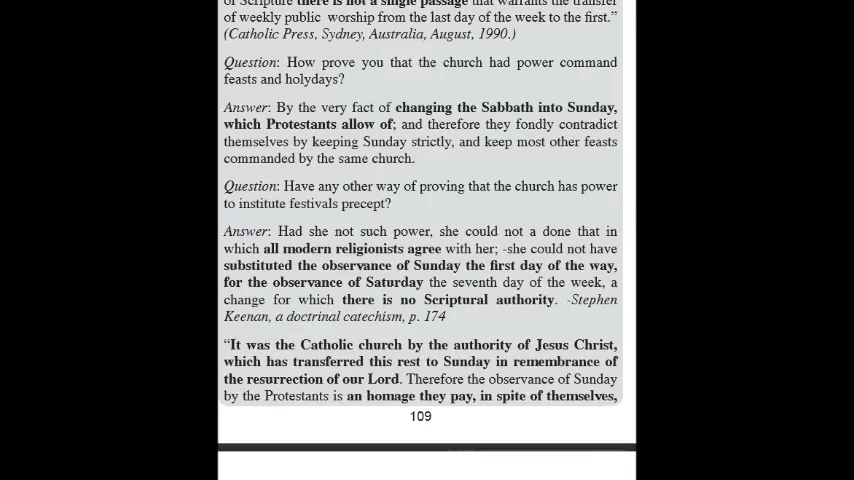 of Scripture there is not a single passage that warrants the transfer
of weekly public worship from the last day of the week to the first.”
(Catholic Press, Sydney, Australia, August, 1990.)
Question: How prove you that the church had power command
feasts and holydays?
Answer: By the very fact of changing the Sabbath into Sunday,
which Protestants allow of; and therefore they fondly contradict
themselves by keeping Sunday strictly, and keep most other feasts
commanded by the same church.
Question: Have any other way of proving that the church has power
to institute festivals precept?
Answer: Had she not such power, she could not a done that in
which all modern religionists agree with her; -she could not have
substituted the observance of Sunday the first day of the way,
for the observance of Saturday the seventh day of the week, a
change for which there is no Scriptural authority. -Stephen
Keenan, a doctrinal catechism, p. 174
“It was the Catholic church by the authority of Jesus Christ,
which has transferred this rest to Sunday in remembrance of
the resurrection of our Lord. Therefore the observance of Sunday
by the Protestants is an homage they pay, in spite of themselves,
109